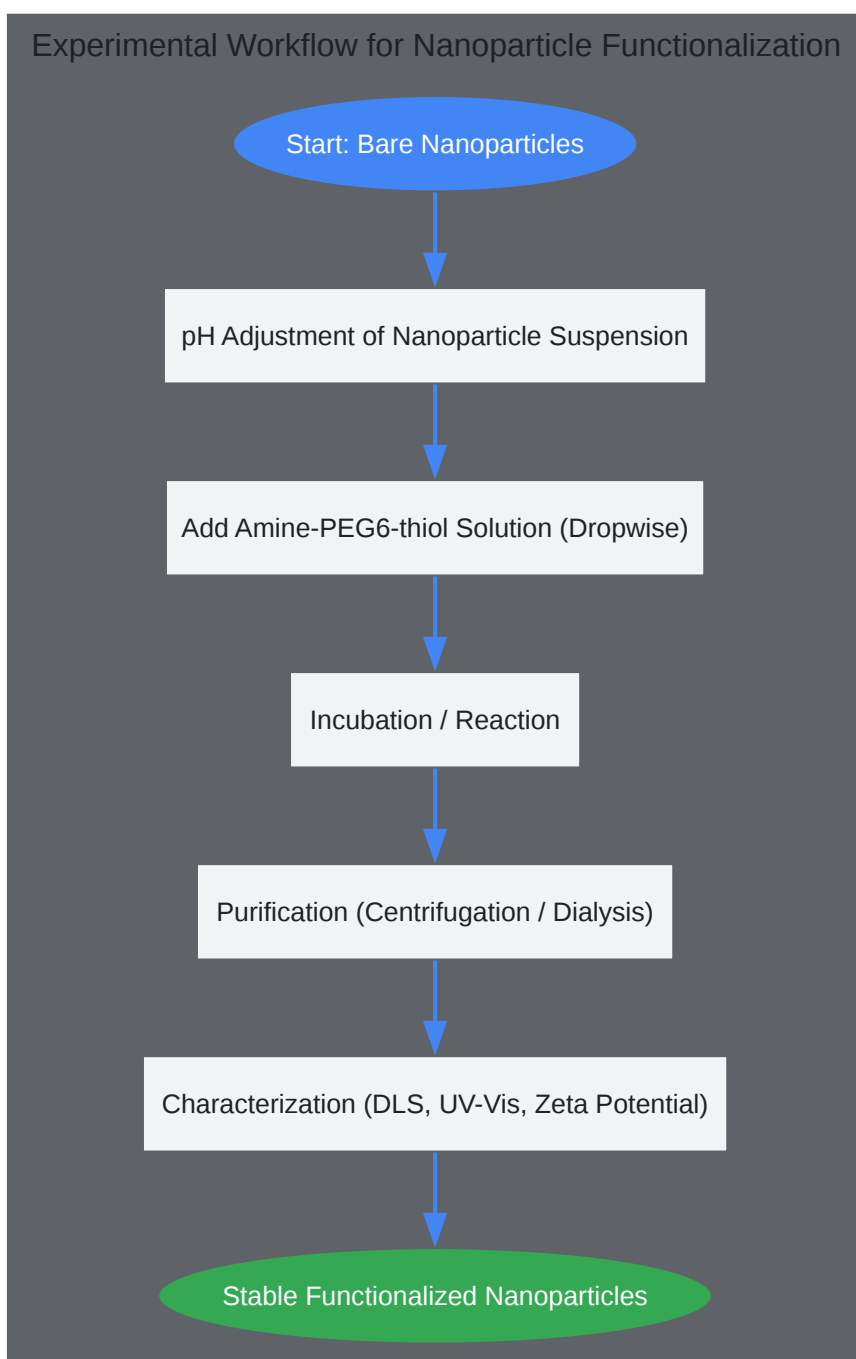 Experimental Workflow for Nanoparticle Functionalization
Start: Bare Nanoparticles
pH Adjustment of Nanoparticle Suspension
Add Amine-PEG6-thiol Solution (Dropwise)
Incubation / Reaction
Purification (Centrifugation / Dialysis)
Characterization (DLS, UV-Vis, Zeta Potential)
Stable Functionalized Nanoparticles